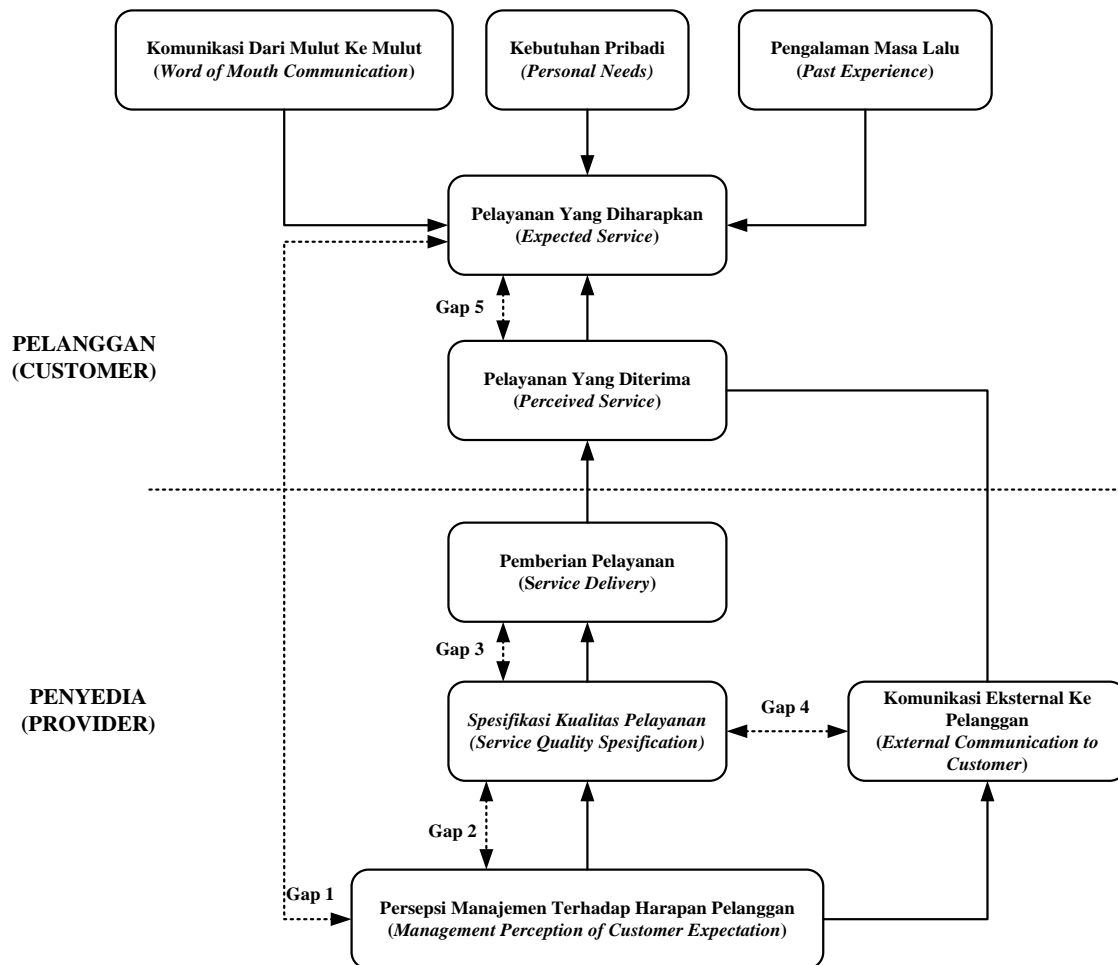 Komunikasi Dari Mulut Ke Mulut
(Word of Mouth Communication)
Kebutuhan Pribadi
(Personal Needs)
Pengalaman Masa Lalu
(Past Experience)
Pelayanan Yang Diharapkan
(Expected Service)
Gap 5
PELANGGAN
(CUSTOMER)
Pelayanan Yang Diterima
(Perceived Service)
Pemberian Pelayanan
(Service Delivery)
Gap 3
PENYEDIA
(PROVIDER)
Spesifikasi Kualitas Pelayanan
(Service Quality Spesification)
Gap 4
Komunikasi Eksternal Ke
Pelanggan
(External Communication to
Customer)
Gap 2
Gap 1
Persepsi Manajemen Terhadap Harapan Pelanggan
(Management Perception of Customer Expectation)